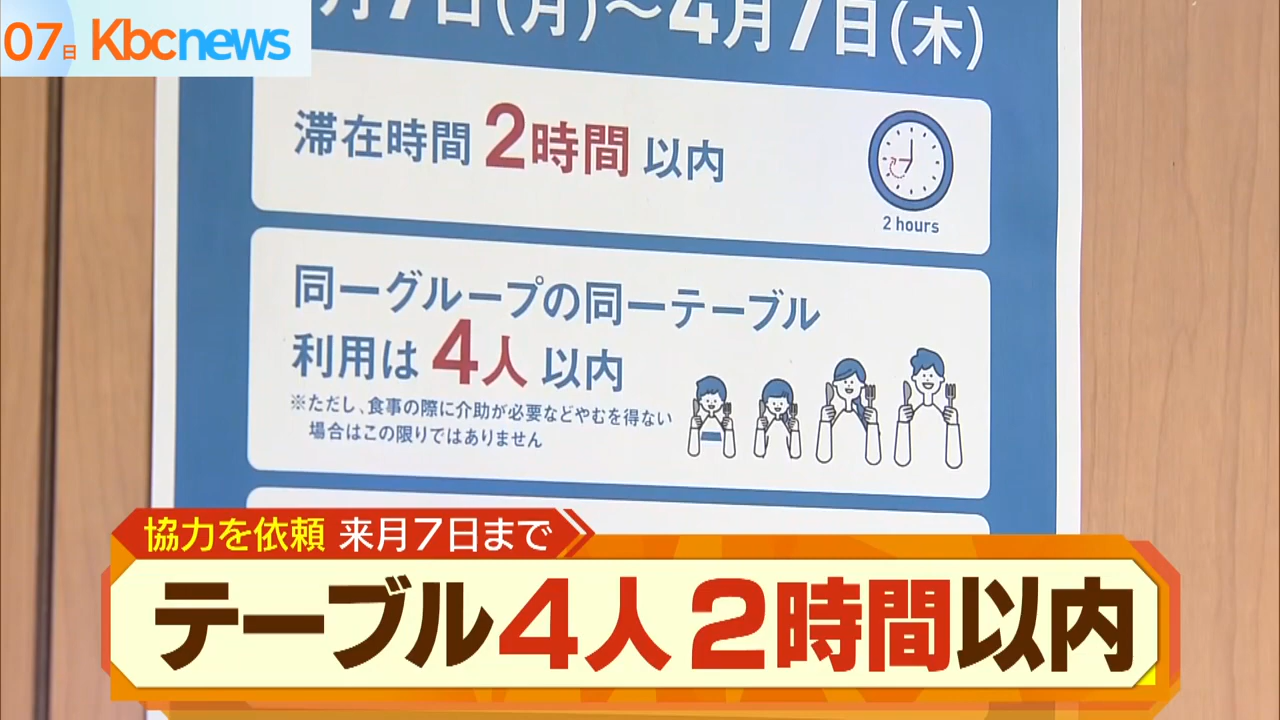 07日 Kbcnews
月7日(月)〜4月7日(木)
滞在時間 2時間 以内
2 hours
同一グループの同一テーブル
利用は 4人 以内
※ただし、食事の際に介助が必要などやむを得ない
場合はこの限りではありません
協力を依頼 来月7日まで
テーブル4人2時間以内